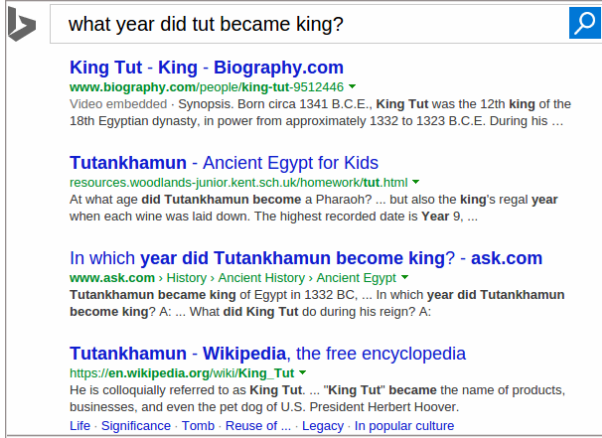 what year did tut became king?
King Tut - King - Biography.com
www.biography.com/people/king-tut-9512446
Video embedded · Synopsis. Born circa 1341 B.C.E., King Tut was the 12th king of the
18th Egyptian dynasty, in power from approximately 1332 to 1323 B.C.E. During his ...
Tutankhamun - Ancient Egypt for Kids
resources.woodlands-junior.kent.sch.uk/homework/tut.html
At what age did Tutankhamun become a Pharaoh? ... but also the king's regal year
when each wine was laid down. The highest recorded date is Year 9, ...
In which year did Tutankhamun become king? - ask.com
www.ask.com › History › Ancient History › Ancient Egypt
Tutankhamun became king of Egypt in 1332 BC, ... In which year did Tutankhamun
become king? A: ... What did King Tut do during his reign? A:
Tutankhamun - Wikipedia, the free encyclopedia
https://en.wikipedia.org/wiki/King_Tut
He is colloquially referred to as King Tut. ... "King Tut" became the name of products,
businesses, and even the pet dog of U.S. President Herbert Hoover.
Life · Significance · Tomb · Reuse of ... · Legacy · In popular culture